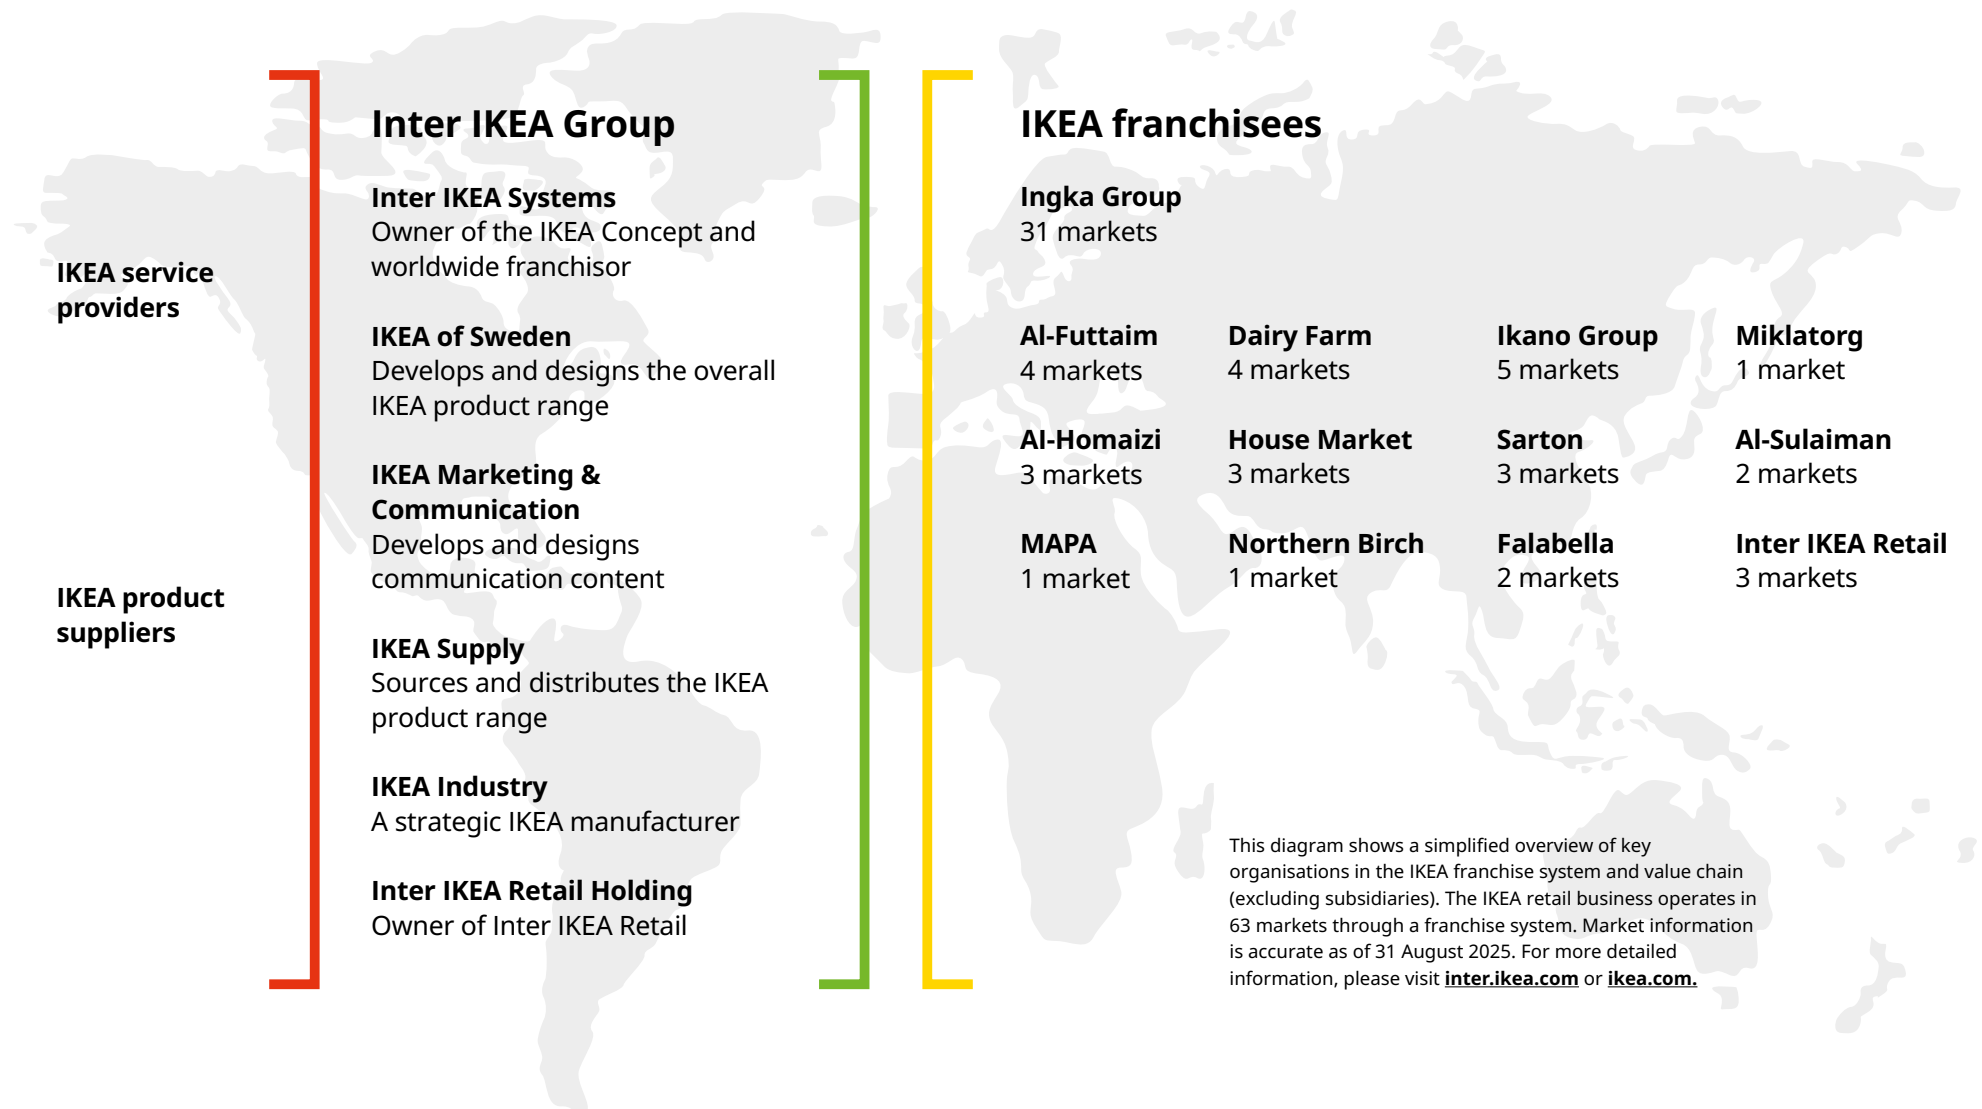 IKEA service
providers
IKEA product
suppliers
Inter IKEA Group
Inter IKEA Systems
Owner of the IKEA Concept and
worldwide franchisor
IKEA of Sweden
Develops and designs the overall
IKEA product range
IKEA Marketing &
Communication
Develops and designs
communication content
IKEA Supply
Sources and distributes the IKEA
product range
IKEA Industry
A strategic IKEA manufacturer
Inter IKEA Retail Holding
Owner of Inter IKEA Retail
IKEA franchisees
Ingka Group
31 markets
Al-Futtaim
4 markets
Dairy Farm
4 markets
Ikano Group
5 markets
Miklatorg
1 market
Al-Homaizi
3 markets
House Market
3 markets
Sarton
3 markets
Al-Sulaiman
2 markets
MAPA
1 market
Northern Birch
1 market
Falabella
2 markets
Inter IKEA Retail
3 markets
This diagram shows a simplified overview of key
organisations in the IKEA franchise system and value chain
(excluding subsidiaries). The IKEA retail business operates in
63 markets through a franchise system. Market information
is accurate as of 31 August 2025. For more detailed
information, please visit inter.ikea.com or ikea.com.